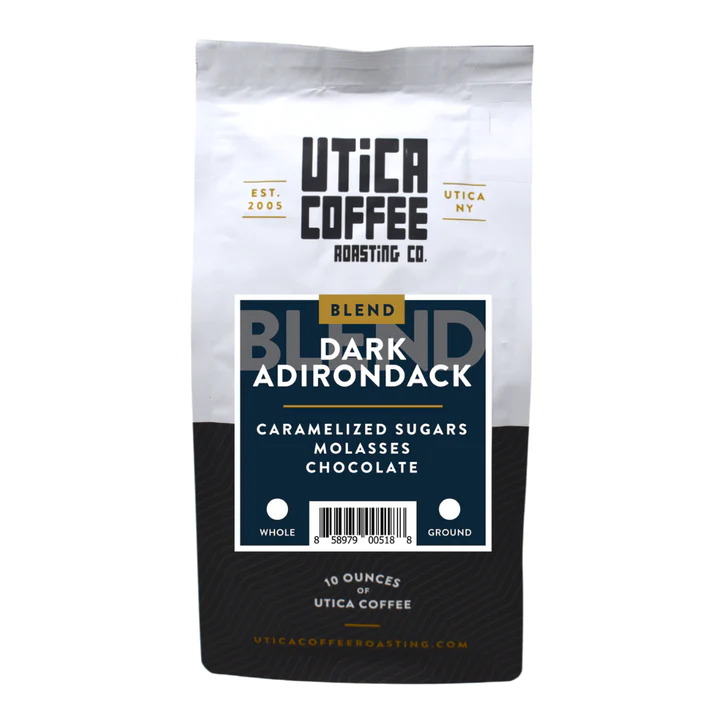 UTiCA
COFFEE
ROASTiNG CO.
EST.
2005
UTICA
NY
BLEND
BLEND
DARK
ADIRONDACK
CARAMELIZED SUGARS
MOLASSES
CHOCOLATE
WHOLE
GROUND
8 58979 00518 8
10 OUNCES
OF
UTICA COFFEE
UTICACOFFEEROASTING.COM